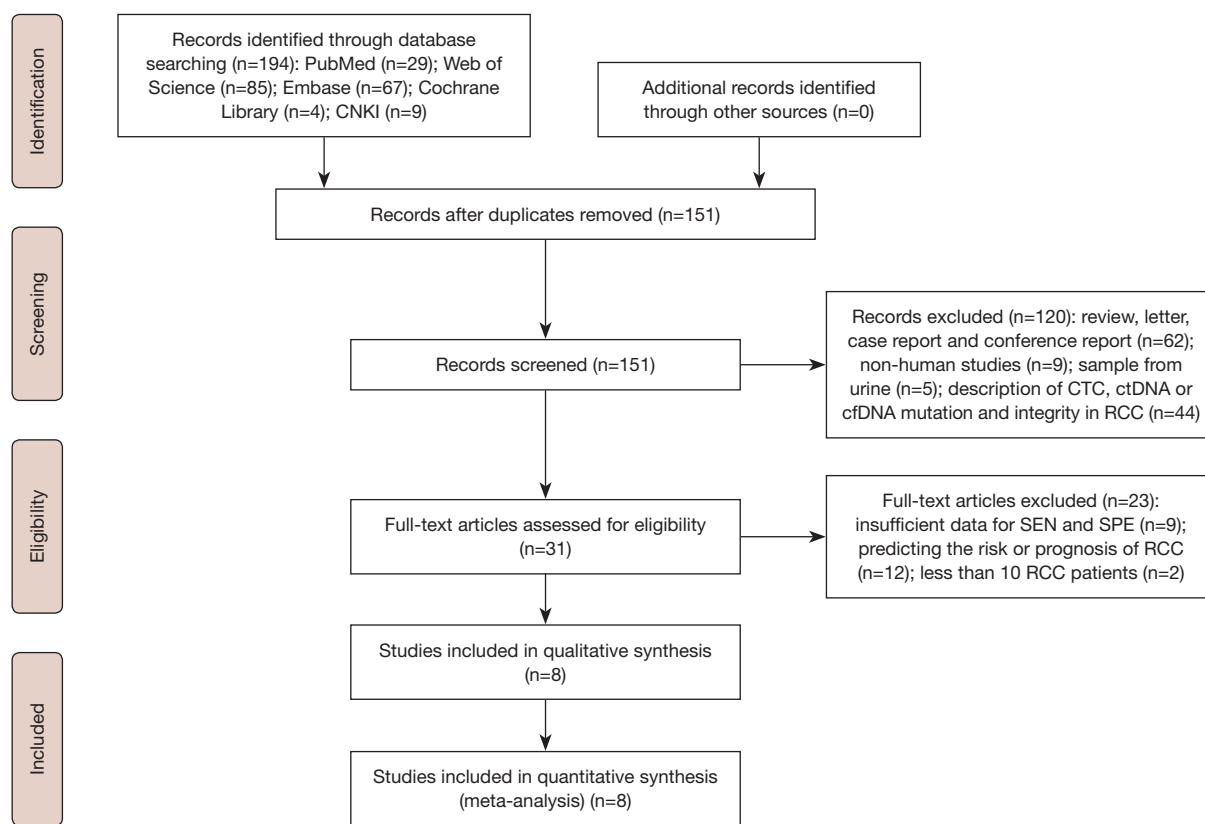 Identification
Records identified through database
searching (n=194): PubMed (n=29); Web of
Science (n=85); Embase (n=67); Cochrane
Library (n=4); CNKI (n=9)
Additional records identified
through other sources (n=0)
Records after duplicates removed (n=151)
Screening
Records screened (n=151)
Records excluded (n=120): review, letter,
case report and conference report (n=62);
non-human studies (n=9); sample from
urine (n=5); description of CTC, ctDNA or
cfDNA mutation and integrity in RCC (n=44)
Eligibility
Full-text articles assessed for eligibility
(n=31)
Full-text articles excluded (n=23):
insufficient data for SEN and SPE (n=9);
predicting the risk or prognosis of RCC
(n=12); less than 10 RCC patients (n=2)
Included
Studies included in qualitative synthesis
(n=8)
Studies included in quantitative synthesis
(meta-analysis) (n=8)